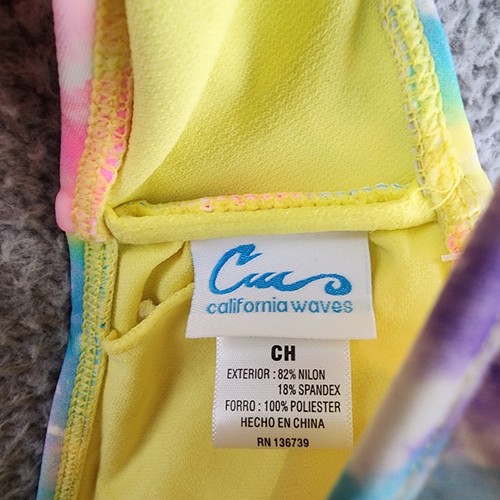 california waves
CH
EXTERIOR : 82% NILON
18% SPANDEX
FORRO : 100% POLIESTER
HECHO EN CHINA
RN 136739